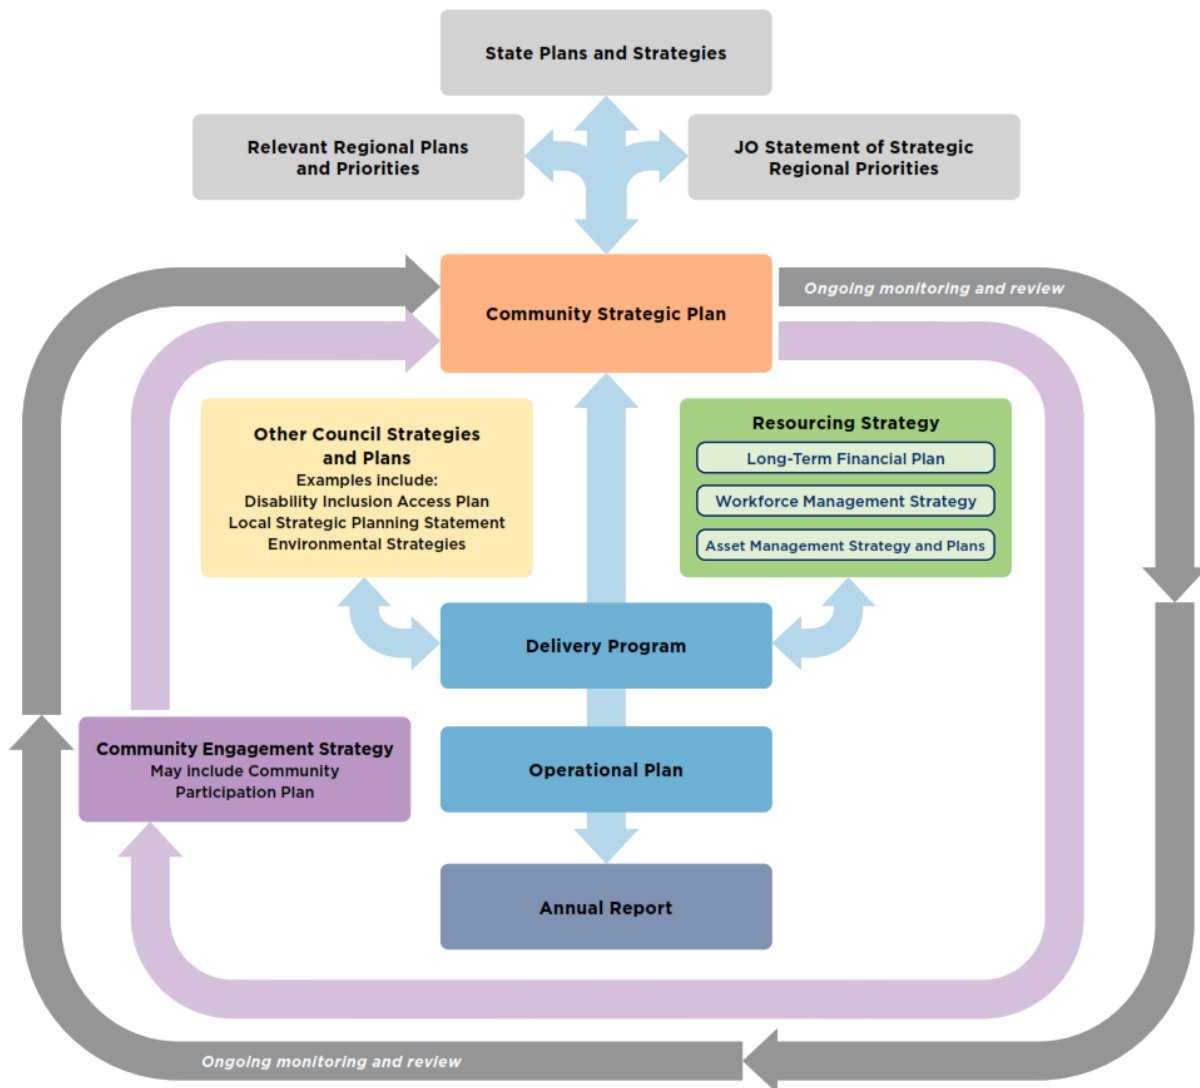 State Plans and Strategies
Relevant Regional Plans
and Priorities
JO Statement of Strategic
Regional Priorities
Community Strategic Plan
Ongoing monitoring and review
Other Council Strategies
and Plans
Examples include:
Disability Inclusion Access Plan
Local Strategic Planning Statement
Environmental Strategies
Resourcing Strategy
Long-Term Financial Plan
Workforce Management Strategy
Asset Management Strategy and Plans
Delivery Program
Community Engagement Strategy
May include Community
Participation Plan
Operational Plan
Annual Report
Ongoing monitoring and review